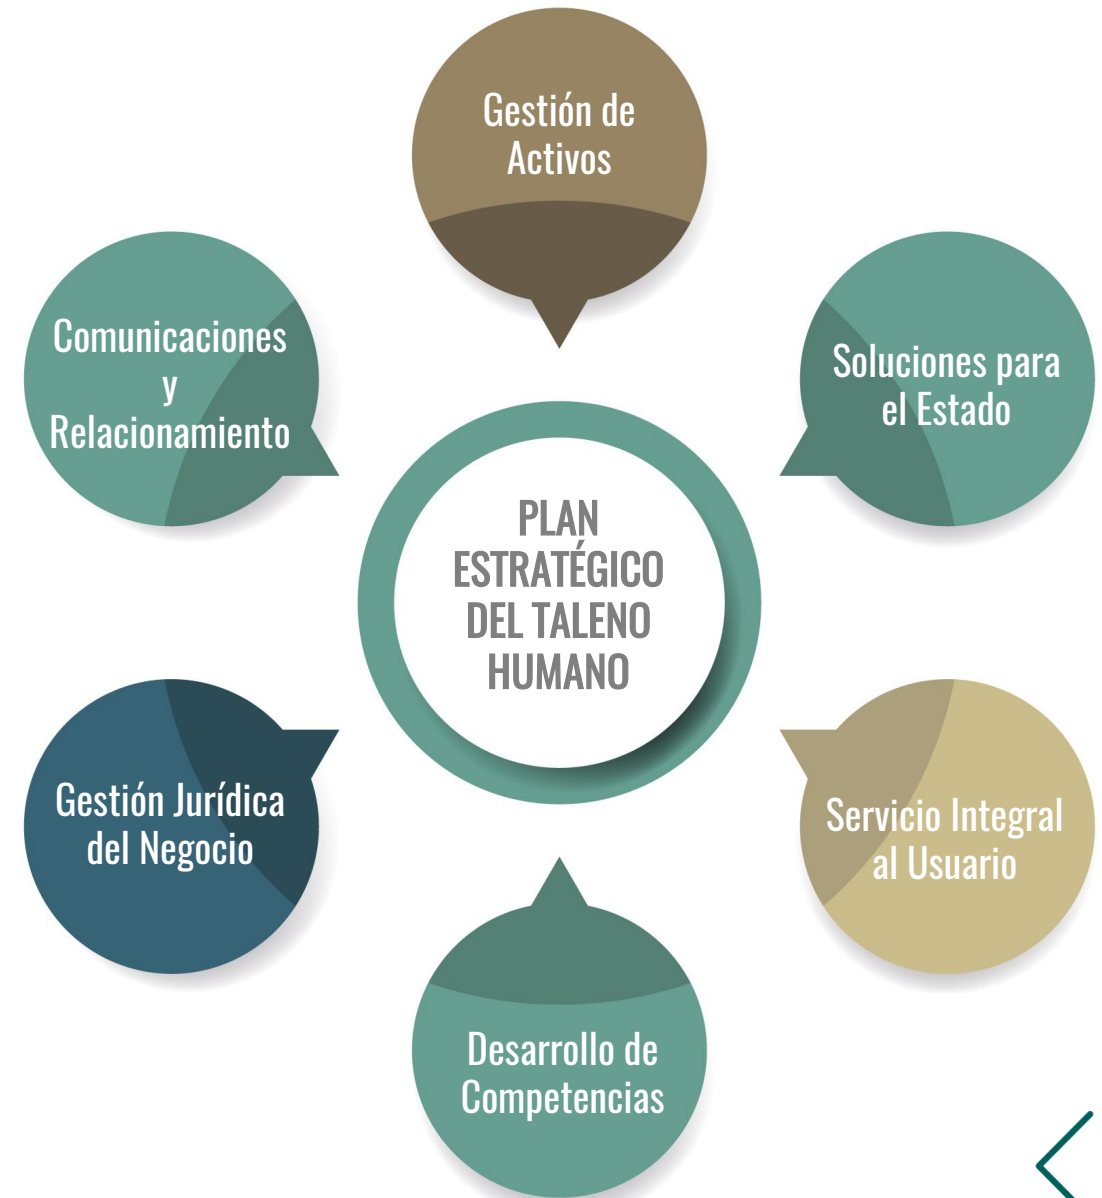 Gestión de
Activos
Comunicaciones
y
Relacionamiento
Soluciones para
el Estado
PLAN
ESTRATÉGICO
DEL TALENO
HUMANO
Gestión Jurídica
del Negocio
Servicio Integral
al Usuario
Desarrollo de
Competencias